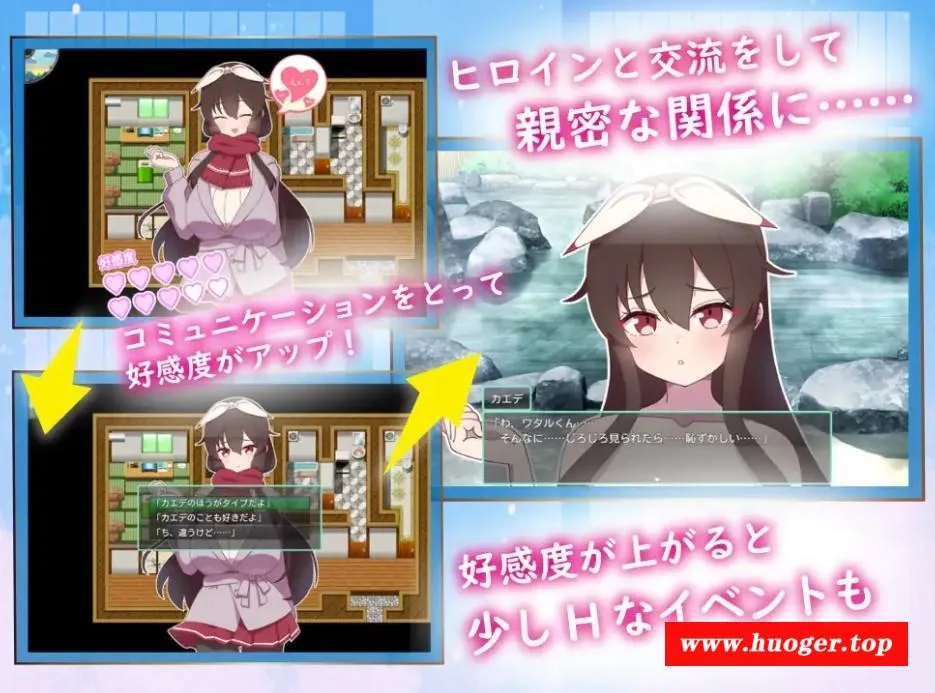 ヒロインと交流をして
親密な関係に……
Lv.7
好感度
コミュニケーションをとって
好感度がアップ！
カエデ
「わ、ワタルくん……
そんなに……じろじろ見られたら……恥ずかしい……」
「カエデのほうがタイプだよ」
「カエデのことも好きだよ」
「ち、違うけど……」
好感度が上がると
少しHなイベントも
www.huoger.top